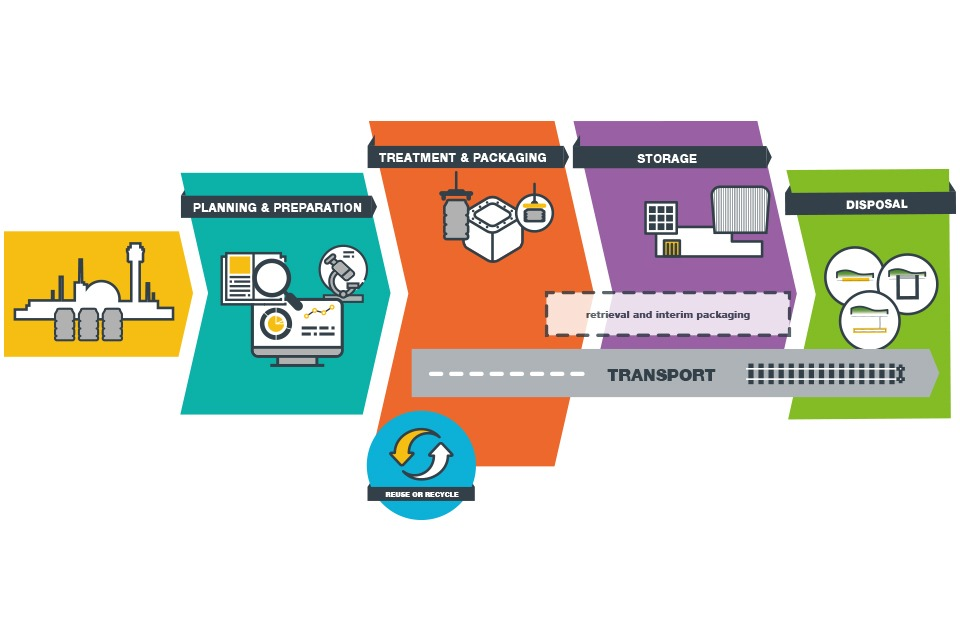 PLANNING & PREPARATION
TREATMENT & PACKAGING
STORAGE
DISPOSAL
retrieval and interim packaging
TRANSPORT
REUSE OR RECYCLE